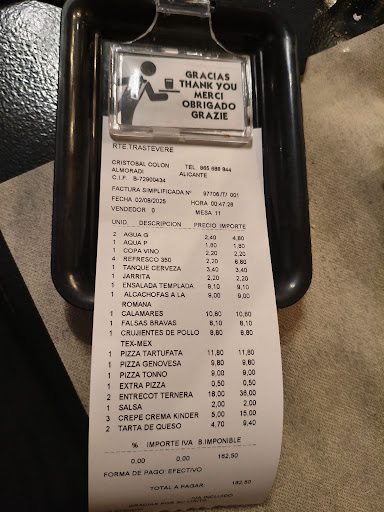 GRACIAS
THANK YOU
MERCI
OBRIGADO
GRAZIE
RTE.TRASTEVERE
CRISTOBAL COLON TEL. 865 688 944
ALMORADI ALICANTE
C.I.F. B-72900434
FACTURA SIMPLIFICADA Nº 97706/T/ 001
FECHA 02/08/2025 HORA 00:47:26
VENDEDOR 0 MESA 11
UNID. DESCRIPCION PRECIO IMPORTE
2 AGUA G 2,40 4,80
1 AGUA P 1,80 1,80
1 COPA VINO 2,20 2,20
4 REFRESCO 350 2,20 8,80
1 TANQUE CERVEZA 3,40 3,40
1 JARRITA 2,20 2,20
1 ENSALADA TEMPLADA 9,10 9,10
1 ALCACHOFAS A LA 9,00 9,00
ROMANA
1 CALAMARES 10,80 10,80
1 FALSAS BRAVAS 8,10 8,10
1 CRUJIENTES DE POLLO 8,80 8,80
TEX-MEX
1 PIZZA TARTUFATA 11,80 11,80
1 PIZZA GENOVESA 9,80 9,80
1 PIZZA TONNO 9,00 9,00
1 EXTRA PIZZA 0,50 0,50
2 ENTRECOT TERNERA 18,00 36,00
1 SALSA 2,00 2,00
3 CREPE CREMA KINDER 5,00 15,00
2 TARTA DE QUESO 4,70 9,40
% IMPORTE IVA B.IMPONIBLE
0,00 0,00 162,50
FORMA DE PAGO: EFECTIVO
TOTAL A PAGAR 162,50
IVA INCLUIDO